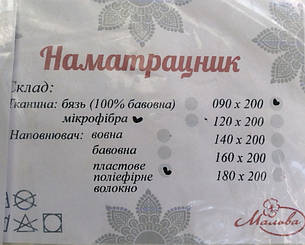 Наматрацник
Склад:
Тканина: бязь (100% бавовна) 090 x 200
мікрофібра 120 x 200
Наповнювач: вовна 140 x 200
бавовна 160 x 200
пластове 180 x 200
поліефірне
волокно
Малова